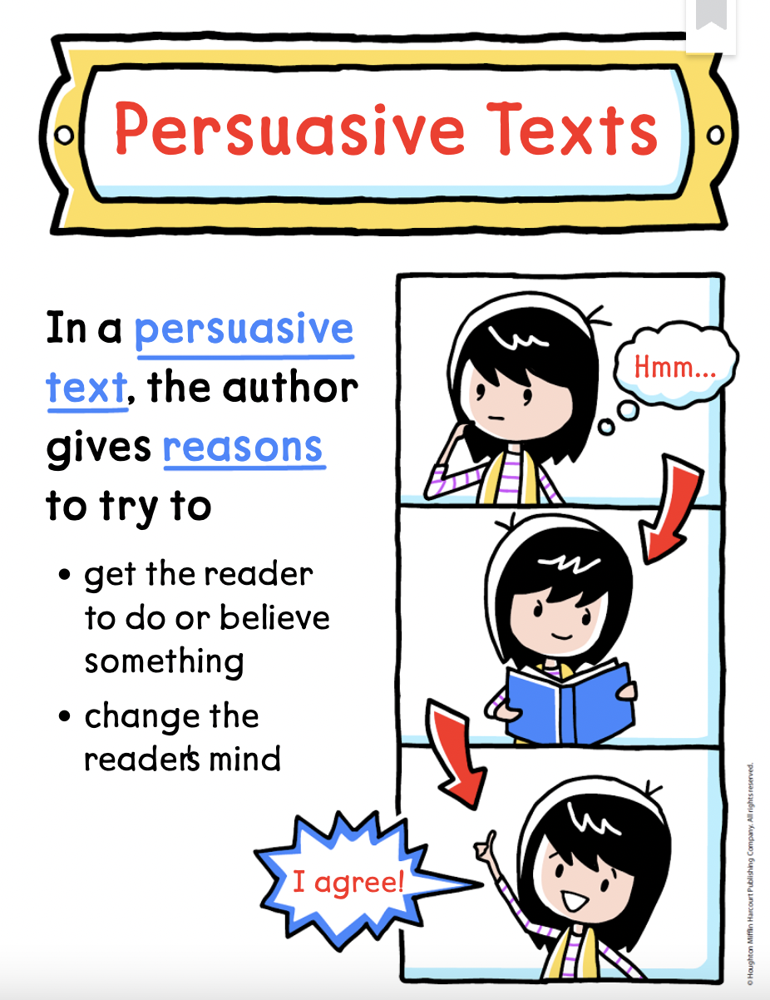 Persuasive Texts
In a persuasive
text, the author
gives reasons
to try to
• get the reader
to do or believe
something
• change the
reader's mind
Hmm...
I agree!
© Houghton Mifflin Harcourt Publishing Company. All rights reserved.